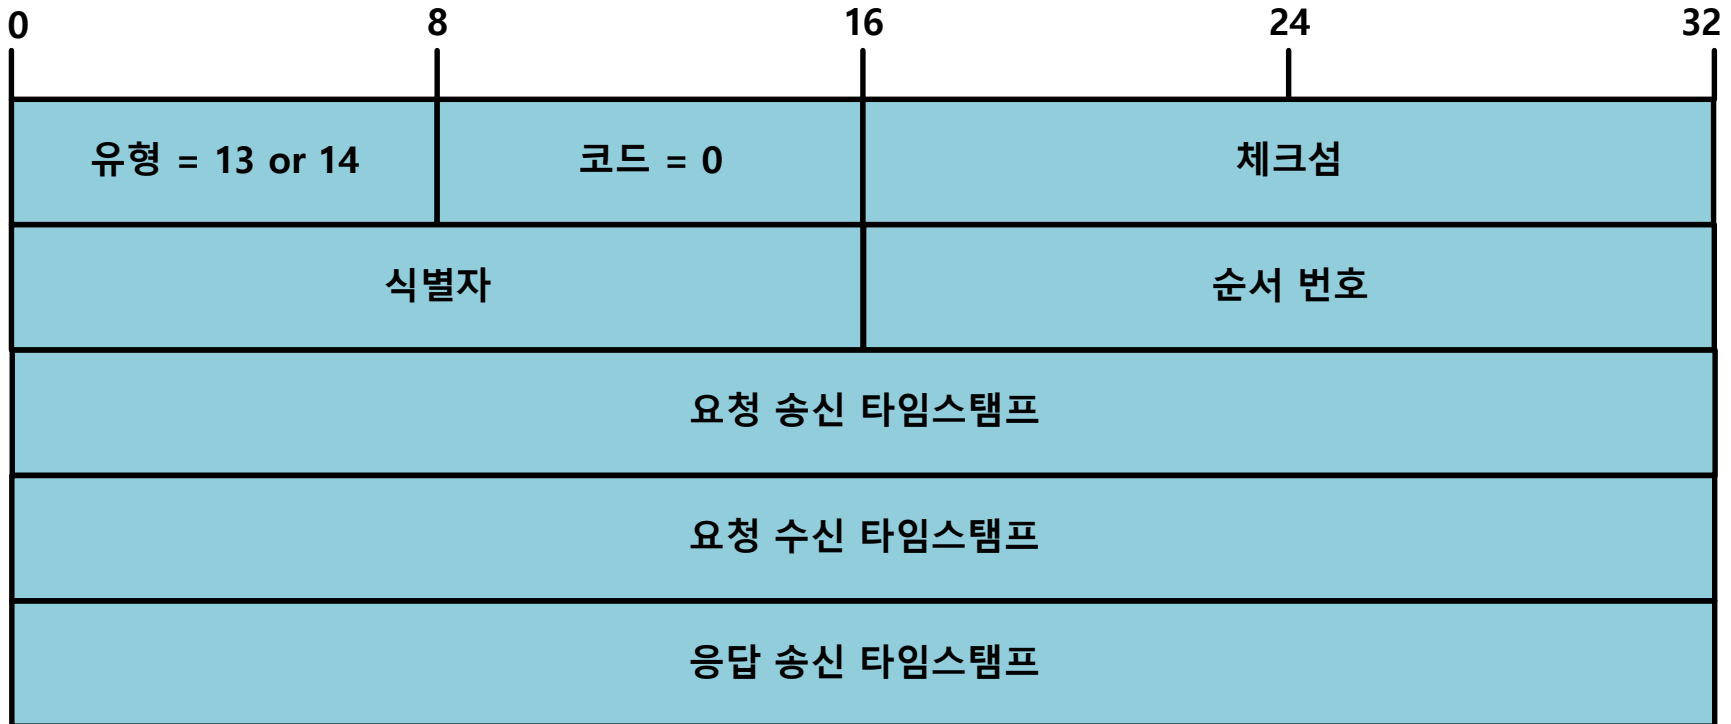 0 8 16 24 32
유형 = 13 or 14 코드 = 0 체크섬
식별자 순서 번호
요청 송신 타임스탬프
요청 수신 타임스탬프
응답 송신 타임스탬프